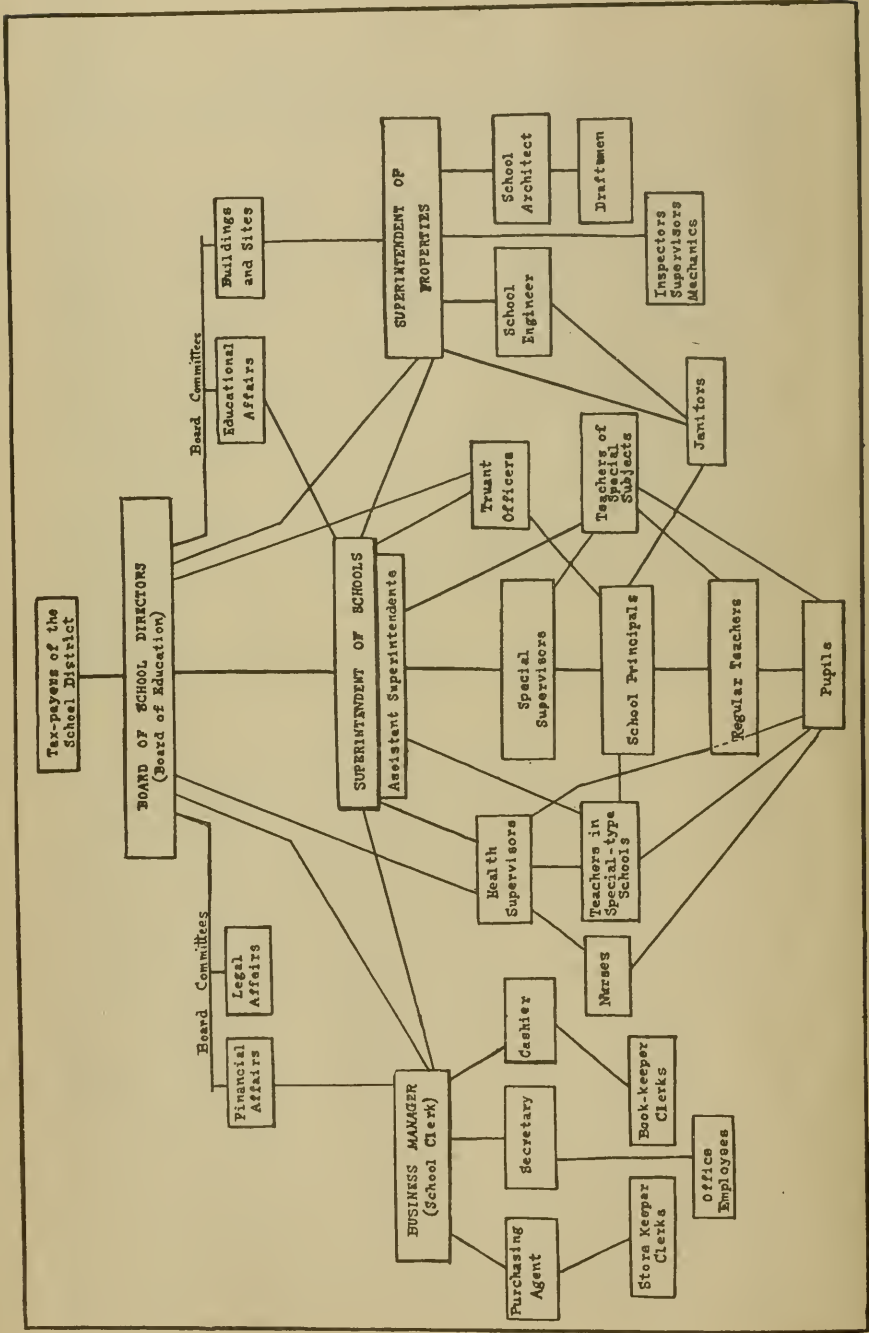 Tax-payers of the
School District
BOARD OF SCHOOL DIRECTORS
(Board of Education)
Board Committees
Financial
Affairs
Legal
Affairs
Board Committees
Educational
Affairs
Buildings
and Sites
BUSINESS MANAGER
(School Clerk)
SUPERINTENDENT OF SCHOOLS
Assistant Superintendents
SUPERINTENDENT OF
PROPERTIES
Purchasing
Agent
Secretary
Cashier
Health
Supervisors
Special
Supervisors
Truant
Officers
School
Engineer
School
Architect
Store Keeper
Clerks
Office
Employees
Book-keeper
Clerks
Nurses
Teachers in
Special-type
Schools
School Principals
Teachers of
Special
Subjects
Janitors
Draftsmen
Inspectors
Supervisors
Mechanics
Regular Teachers
Pupils